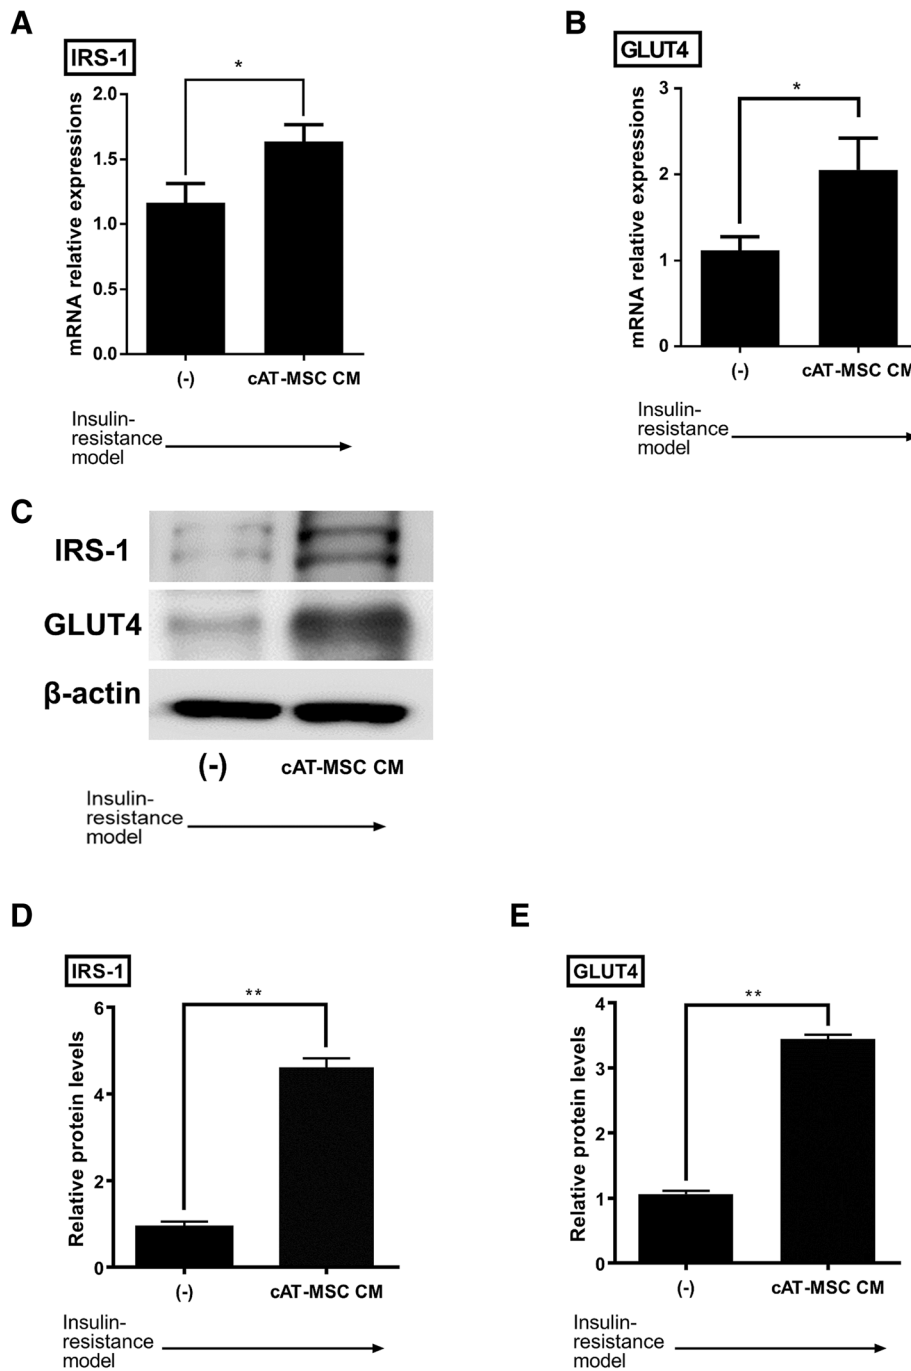 A
IRS-1
*
mRNA relative expressions
2.0
1.5
1.0
0.5
0.0
(-) cAT-MSC CM
Insulin-
resistance
model
B
GLUT4
*
mRNA relative expressions
3
2
1
0
(-) cAT-MSC CM
Insulin-
resistance
model
C
IRS-1
GLUT4
β-actin
(-) cAT-MSC CM
Insulin-
resistance
model
D
IRS-1
**
Relative protein levels
6
4
2
0
(-) cAT-MSC CM
Insulin-
resistance
model
E
GLUT4
**
Relative protein levels
4
3
2
1
0
(-) cAT-MSC CM
Insulin-
resistance
model